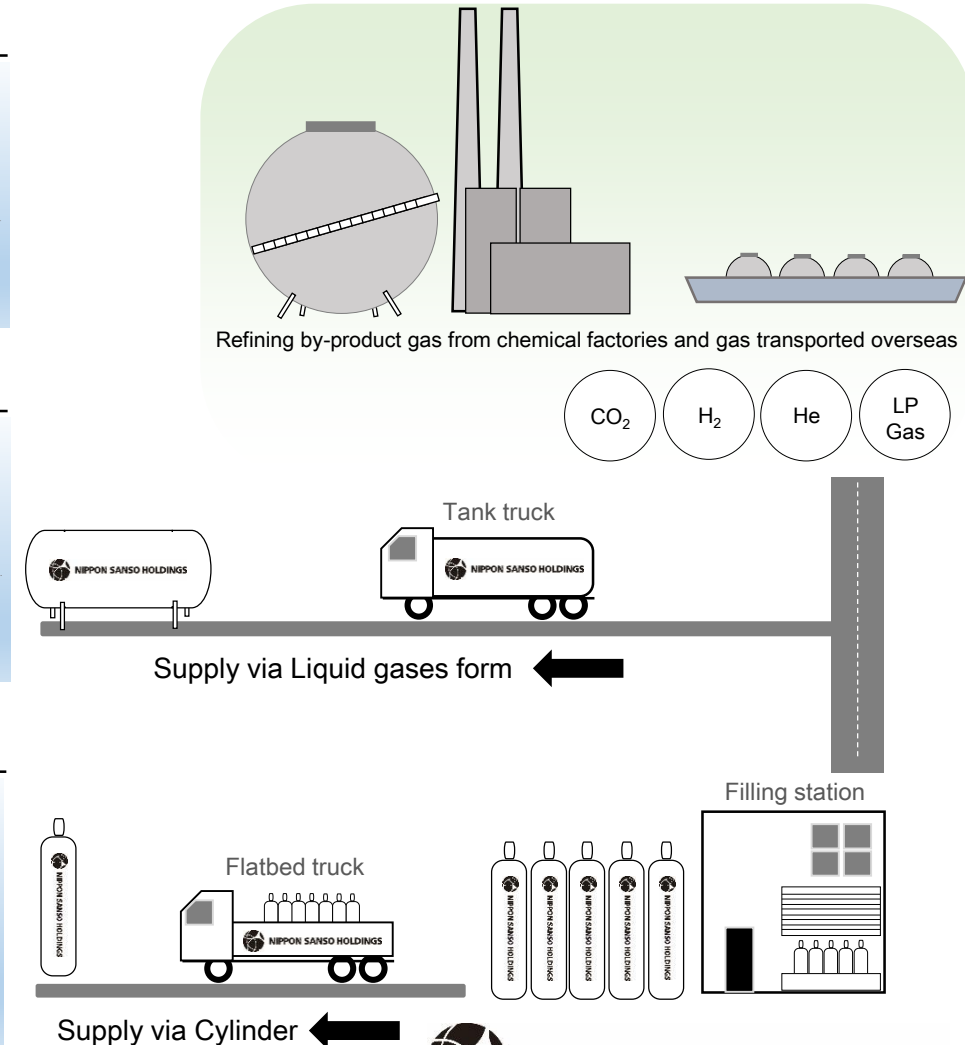 Refining by-product gas from chemical factories and gas transported overseas
CO₂
H₂
He
LP
Gas
Tank truck
NIPPON SANSO HOLDINGS
NIPPON SANSO HOLDINGS
Supply via Liquid gases form
Filling station
Flatbed truck
NIPPON SANSO HOLDINGS
NIPPON SANSO HOLDINGS
NIPPON SANSO HOLDINGS
NIPPON SANSO HOLDINGS
NIPPON SANSO HOLDINGS
NIPPON SANSO HOLDINGS
NIPPON SANSO HOLDINGS
Supply via Cylinder